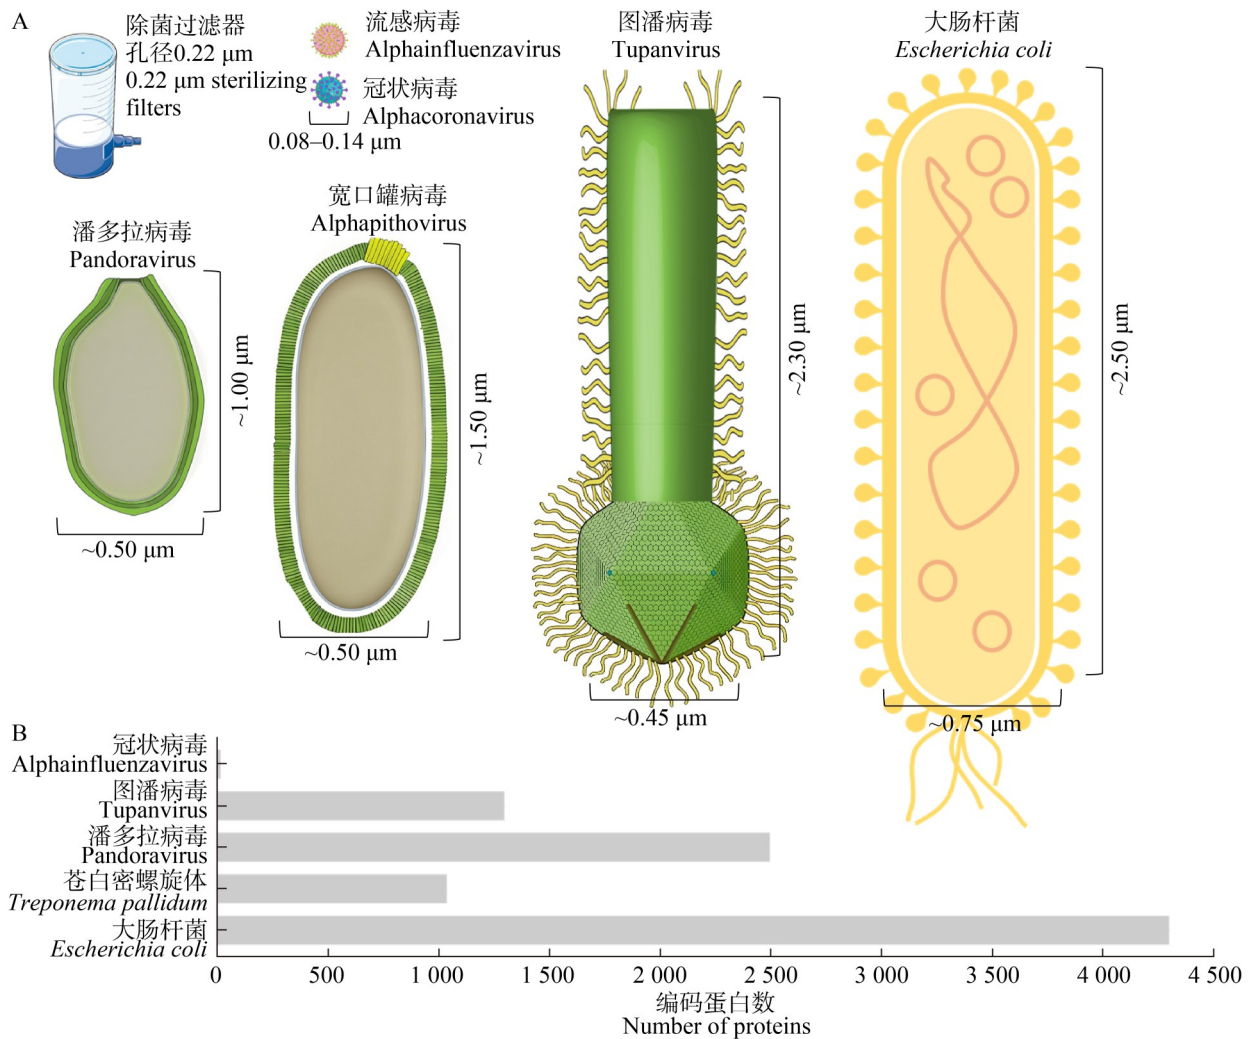 A
除菌过滤器
孔径0.22 μm
0.22 μm sterilizing
filters
流感病毒
Alphainfluenzavirus
冠状病毒
Alphacoronavirus
0.08–0.14 μm
图潘病毒
Tupanvirus
大肠杆菌
Escherichia coli
潘多拉病毒
Pandoravirus
~1.00 μm
~0.50 μm
宽口罐病毒
Alphapithovirus
~1.50 μm
~0.50 μm
~2.30 μm
~0.45 μm
~2.50 μm
~0.75 μm
B
冠状病毒
Alphainfluenzavirus
图潘病毒
Tupanvirus
潘多拉病毒
Pandoravirus
苍白密螺旋体
Treponema pallidum
大肠杆菌
Escherichia coli
0 500 1 000 1 500 2 000 2 500 3 000 3 500 4 000 4 500
编码蛋白数
Number of proteins